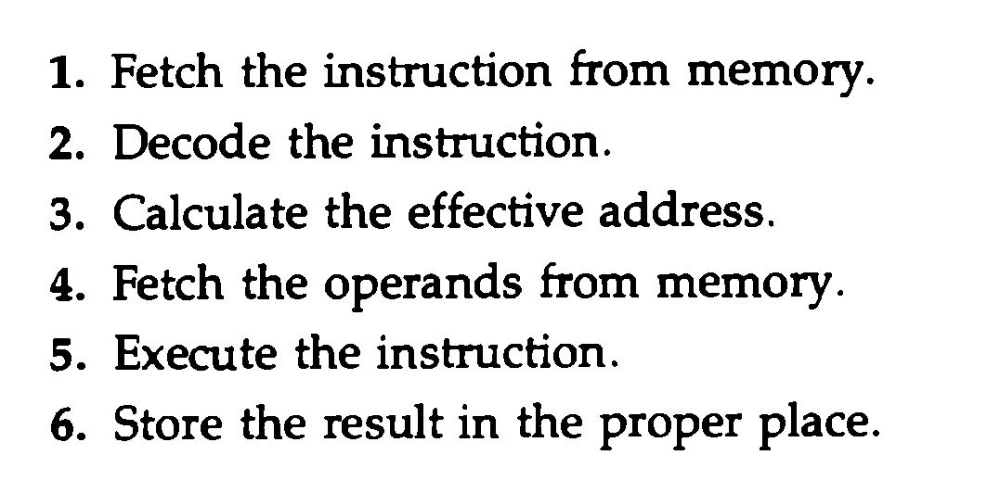 1. Fetch the instruction from memory.
2. Decode the instruction.
3. Calculate the effective address.
4. Fetch the operands from memory.
5. Execute the instruction.
6. Store the result in the proper place.